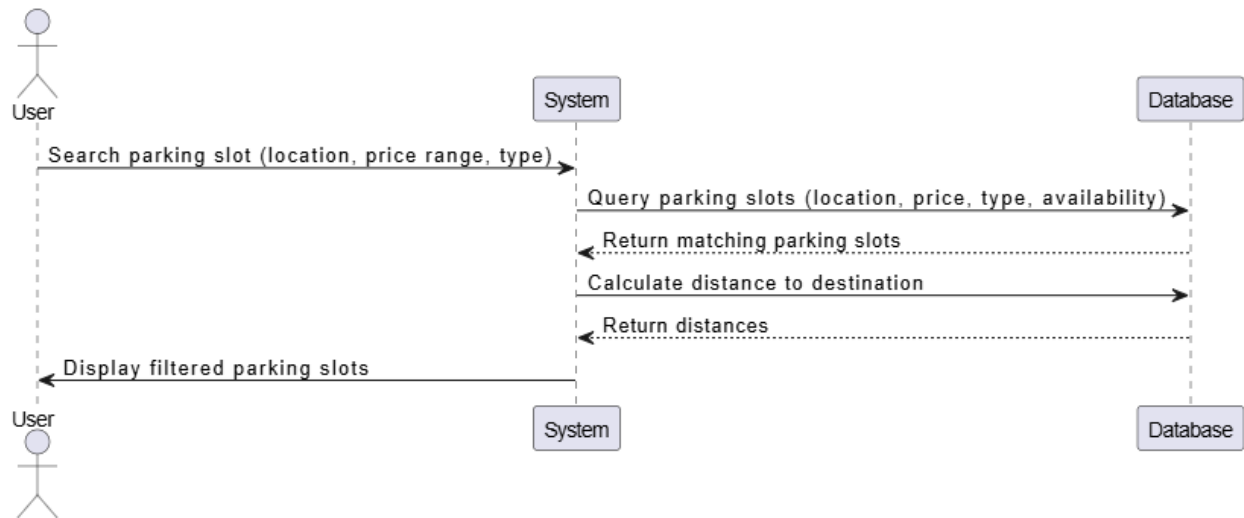 User
System
Database
Search parking slot (location, price range, type)
Query parking slots (location, price, type, availability)
Return matching parking slots
Calculate distance to destination
Return distances
Display filtered parking slots
User
System
Database